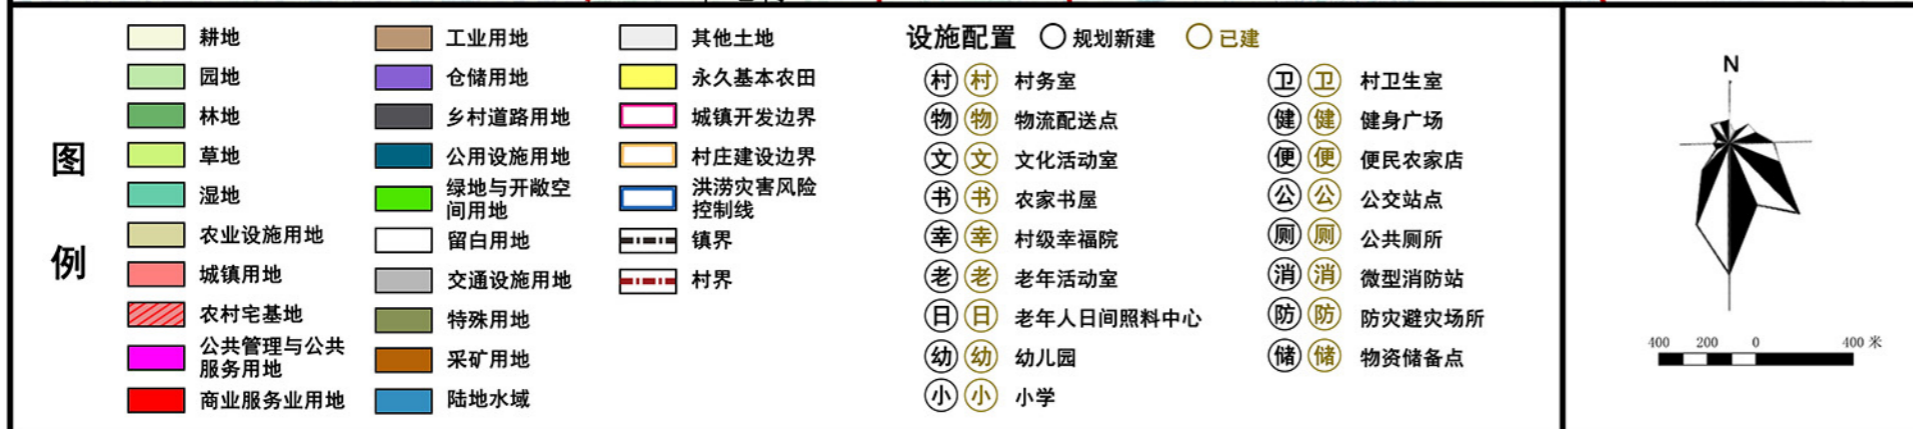 图
例
耕地
园地
林地
草地
湿地
农业设施用地
城镇用地
农村宅基地
公共管理与公共
服务用地
商业服务业用地
工业用地
仓储用地
乡村道路用地
公用设施用地
绿地与开敞空
间用地
留白用地
交通设施用地
特殊用地
采矿用地
陆地水域
其他土地
永久基本农田
城镇开发边界
村庄建设边界
洪涝灾害风险
控制线
镇界
村界
设施配置 规划新建 已建
村 村 村务室
物 物 物流配送点
文 文 文化活动室
书 书 农家书屋
幸 幸 村级幸福院
老 老 老年活动室
日 日 老年人日间照料中心
幼 幼 幼儿园
小 小 小学
卫 卫 村卫生室
健 健 健身广场
便 便 便民农家店
公 公 公交站点
厕 厕 公共厕所
消 消 微型消防站
防 防 防灾避灾场所
储 储 物资储备点
N
400 200 0 400 米